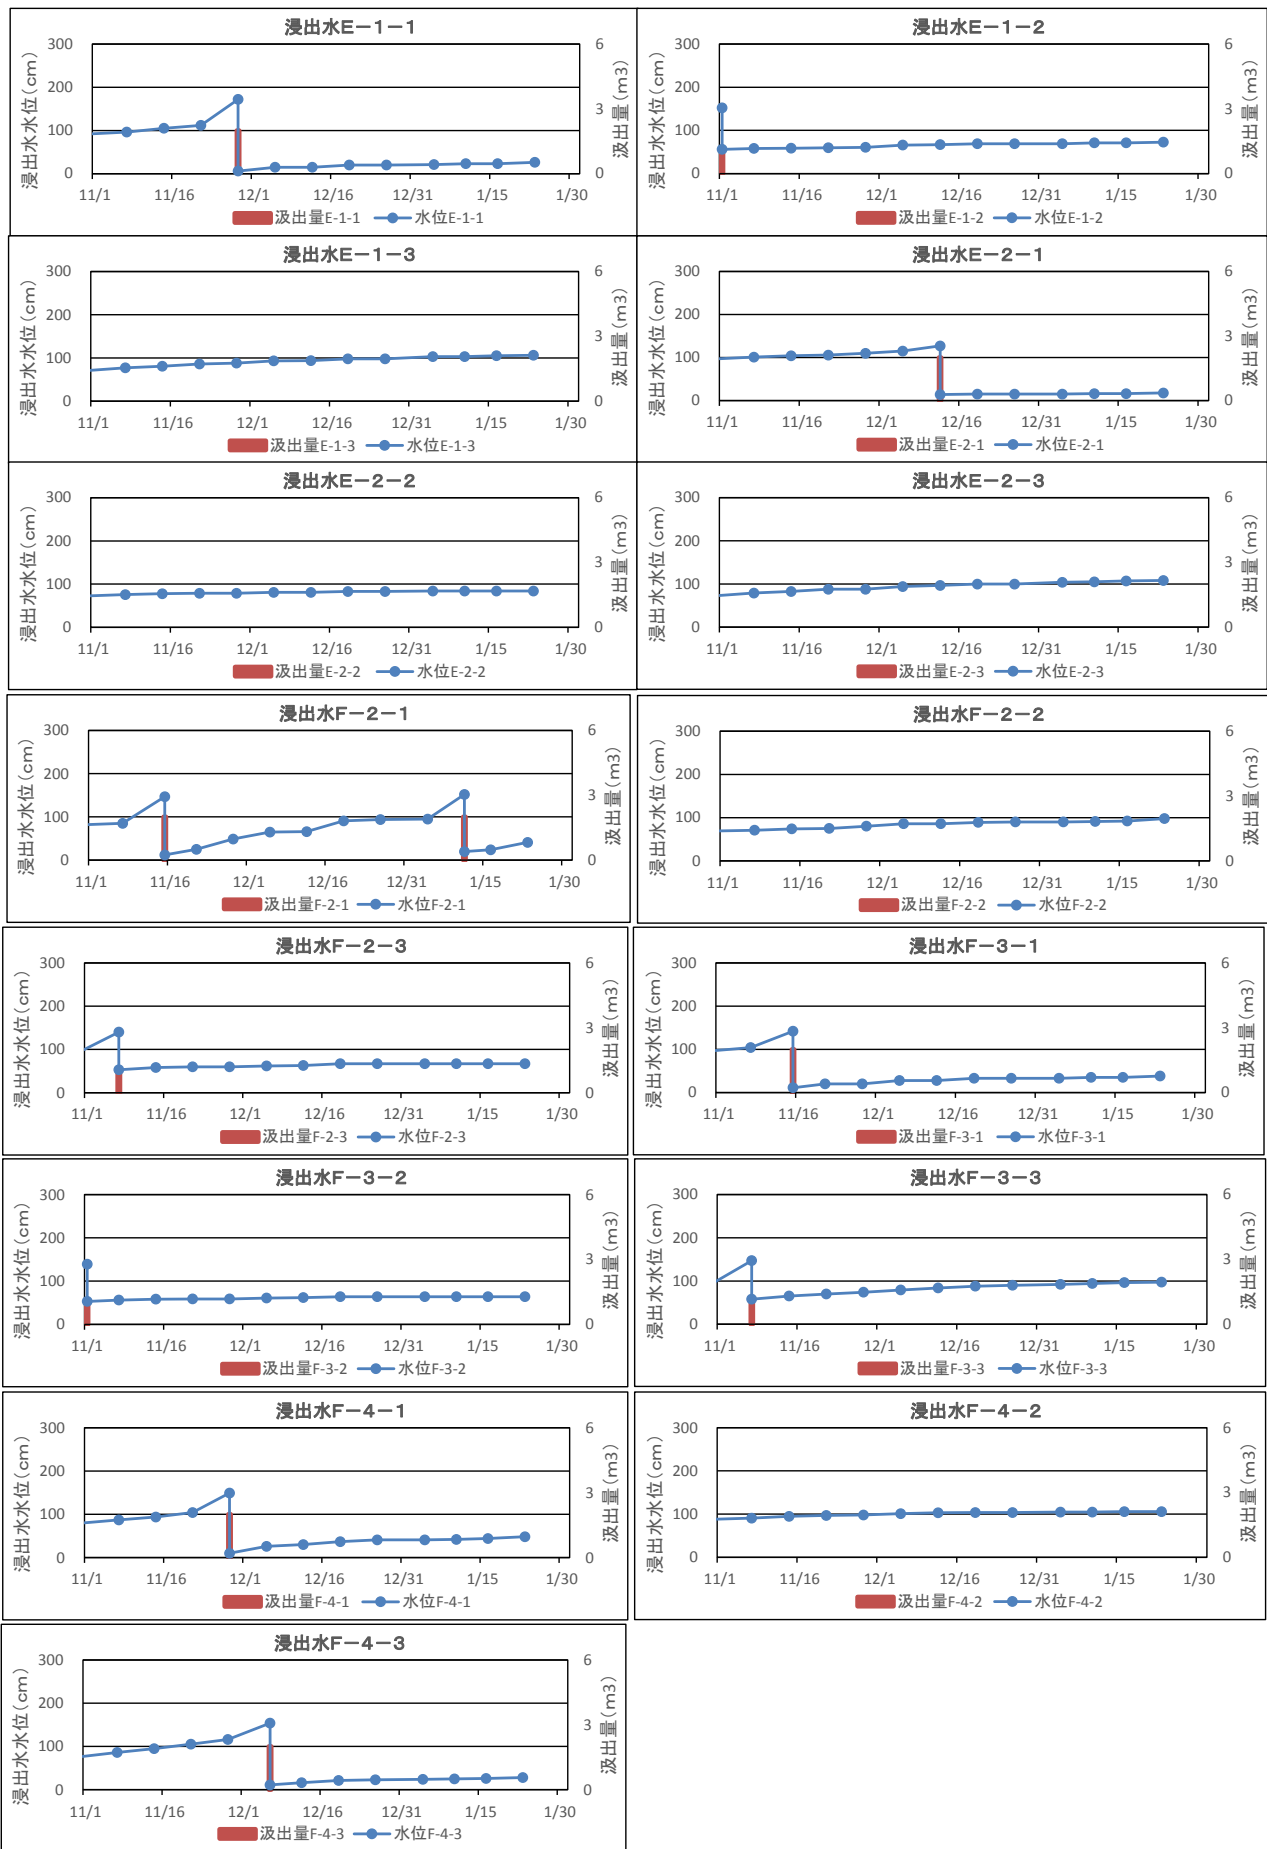 浸出水E－1－1
浸出水水位(cm)
300
200
100
0
6
3
0
汲出量(m3)
11/1 11/16 12/1 12/16 12/31 1/15 1/30
汲出量E-1-1 水位E-1-1
浸出水E－1－2
浸出水水位(cm)
300
200
100
0
6
3
0
汲出量(m3)
11/1 11/16 12/1 12/16 12/31 1/15 1/30
汲出量E-1-2 水位E-1-2
浸出水E－1－3
浸出水水位(cm)
300
200
100
0
6
3
0
汲出量(m3)
11/1 11/16 12/1 12/16 12/31 1/15 1/30
汲出量E-1-3 水位E-1-3
浸出水E－2－1
浸出水水位(cm)
300
200
100
0
6
3
0
汲出量(m3)
11/1 11/16 12/1 12/16 12/31 1/15 1/30
汲出量E-2-1 水位E-2-1
浸出水E－2－2
浸出水水位(cm)
300
200
100
0
6
3
0
汲出量(m3)
11/1 11/16 12/1 12/16 12/31 1/15 1/30
汲出量E-2-2 水位E-2-2
浸出水E－2－3
浸出水水位(cm)
300
200
100
0
6
3
0
汲出量(m3)
11/1 11/16 12/1 12/16 12/31 1/15 1/30
汲出量E-2-3 水位E-2-3
浸出水F－2－1
浸出水水位(cm)
300
200
100
0
6
3
0
汲出量(m3)
11/1 11/16 12/1 12/16 12/31 1/15 1/30
汲出量F-2-1 水位F-2-1
浸出水F－2－2
浸出水水位(cm)
300
200
100
0
6
3
0
汲出量(m3)
11/1 11/16 12/1 12/16 12/31 1/15 1/30
汲出量F-2-2 水位F-2-2
浸出水F－2－3
浸出水水位(cm)
300
200
100
0
6
3
0
汲出量(m3)
11/1 11/16 12/1 12/16 12/31 1/15 1/30
汲出量F-2-3 水位F-2-3
浸出水F－3－1
浸出水水位(cm)
300
200
100
0
6
3
0
汲出量(m3)
11/1 11/16 12/1 12/16 12/31 1/15 1/30
汲出量F-3-1 水位F-3-1
浸出水F－3－2
浸出水水位(cm)
300
200
100
0
6
3
0
汲出量(m3)
11/1 11/16 12/1 12/16 12/31 1/15 1/30
汲出量F-3-2 水位F-3-2
浸出水F－3－3
浸出水水位(cm)
300
200
100
0
6
3
0
汲出量(m3)
11/1 11/16 12/1 12/16 12/31 1/15 1/30
汲出量F-3-3 水位F-3-3
浸出水F－4－1
浸出水水位(cm)
300
200
100
0
6
3
0
汲出量(m3)
11/1 11/16 12/1 12/16 12/31 1/15 1/30
汲出量F-4-1 水位F-4-1
浸出水F－4－2
浸出水水位(cm)
300
200
100
0
6
3
0
汲出量(m3)
11/1 11/16 12/1 12/16 12/31 1/15 1/30
汲出量F-4-2 水位F-4-2
浸出水F－4－3
浸出水水位(cm)
300
200
100
0
6
3
0
汲出量(m3)
11/1 11/16 12/1 12/16 12/31 1/15 1/30
汲出量F-4-3 水位F-4-3